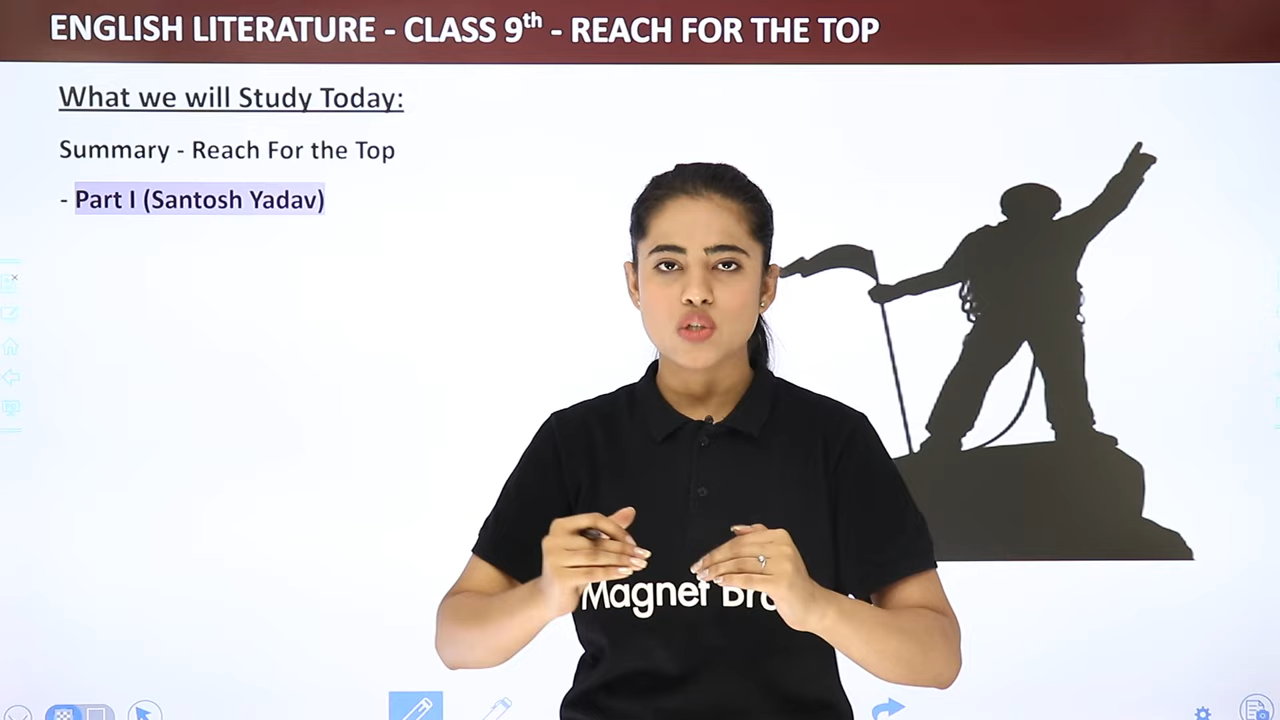 ENGLISH LITERATURE - CLASS 9th - REACH FOR THE TOP
What we will Study Today:
Summary - Reach For the Top
- Part I (Santosh Yadav)
Magnet Br